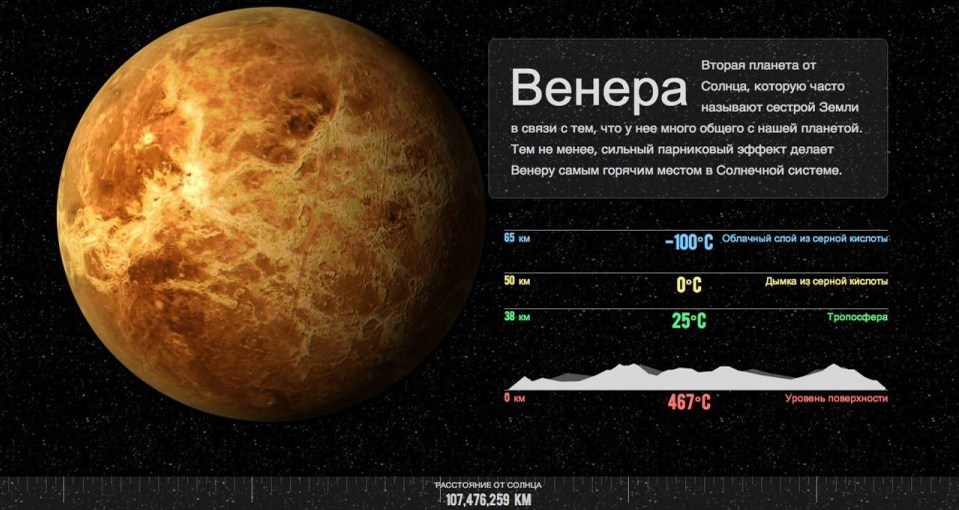 Венера
Вторая планета от
Солнца, которую часто
называют сестрой Земли
в связи с тем, что у нее много общего с нашей планетой.
Тем не менее, сильный парниковый эффект делает
Венеру самым горячим местом в Солнечной системе.
65 км -100°C Облачный слой из серной кислоты
50 км 0°C Дымка из серной кислоты
38 км 25°C Тропосфера
0 км 467°C Уровень поверхности
РАССТОЯНИЕ ОТ СОЛНЦА
107,476,259 KM